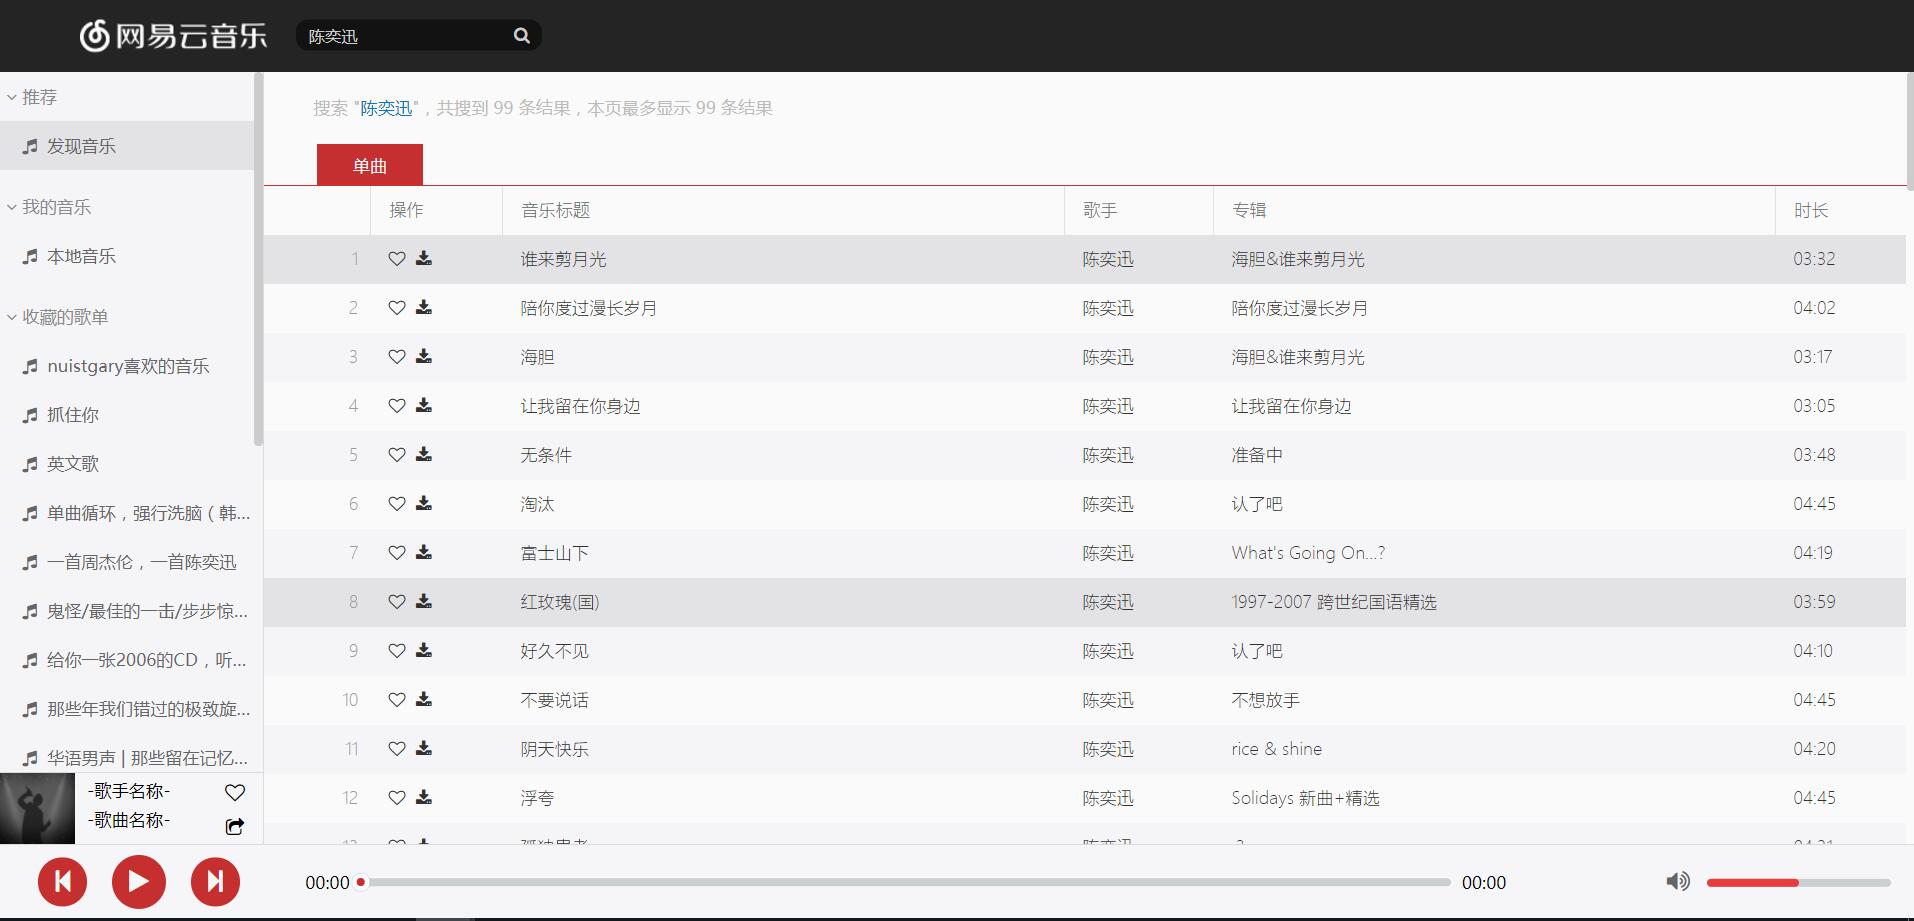 网易云音乐 陈奕迅
推荐
发现音乐
我的音乐
本地音乐
收藏的歌单
nuistgary喜欢的音乐
抓住你
英文歌
单曲循环，强行洗脑（韩...
一首周杰伦，一首陈奕迅
鬼怪/最佳的一击/步步惊...
给你一张2006的CD，听...
那些年我们错过的极致旋...
华语男声 | 那些留在记忆...
-歌手名称-
-歌曲名称-
搜索 "陈奕迅"，共搜到 99 条结果，本页最多显示 99 条结果
单曲
操作 音乐标题 歌手 专辑 时长
1 谁来剪月光 陈奕迅 海胆&谁来剪月光 03:32
2 陪你度过漫长岁月 陈奕迅 陪你度过漫长岁月 04:02
3 海胆 陈奕迅 海胆&谁来剪月光 03:17
4 让我留在你身边 陈奕迅 让我留在你身边 03:05
5 无条件 陈奕迅 准备中 03:48
6 淘汰 陈奕迅 认了吧 04:45
7 富士山下 陈奕迅 What's Going On...? 04:19
8 红玫瑰(国) 陈奕迅 1997-2007 跨世纪国语精选 03:59
9 好久不见 陈奕迅 认了吧 04:10
10 不要说话 陈奕迅 不想放手 04:45
11 阴天快乐 陈奕迅 rice & shine 04:20
12 浮夸 陈奕迅 Solidays 新曲+精选 04:45
00:00 00:00